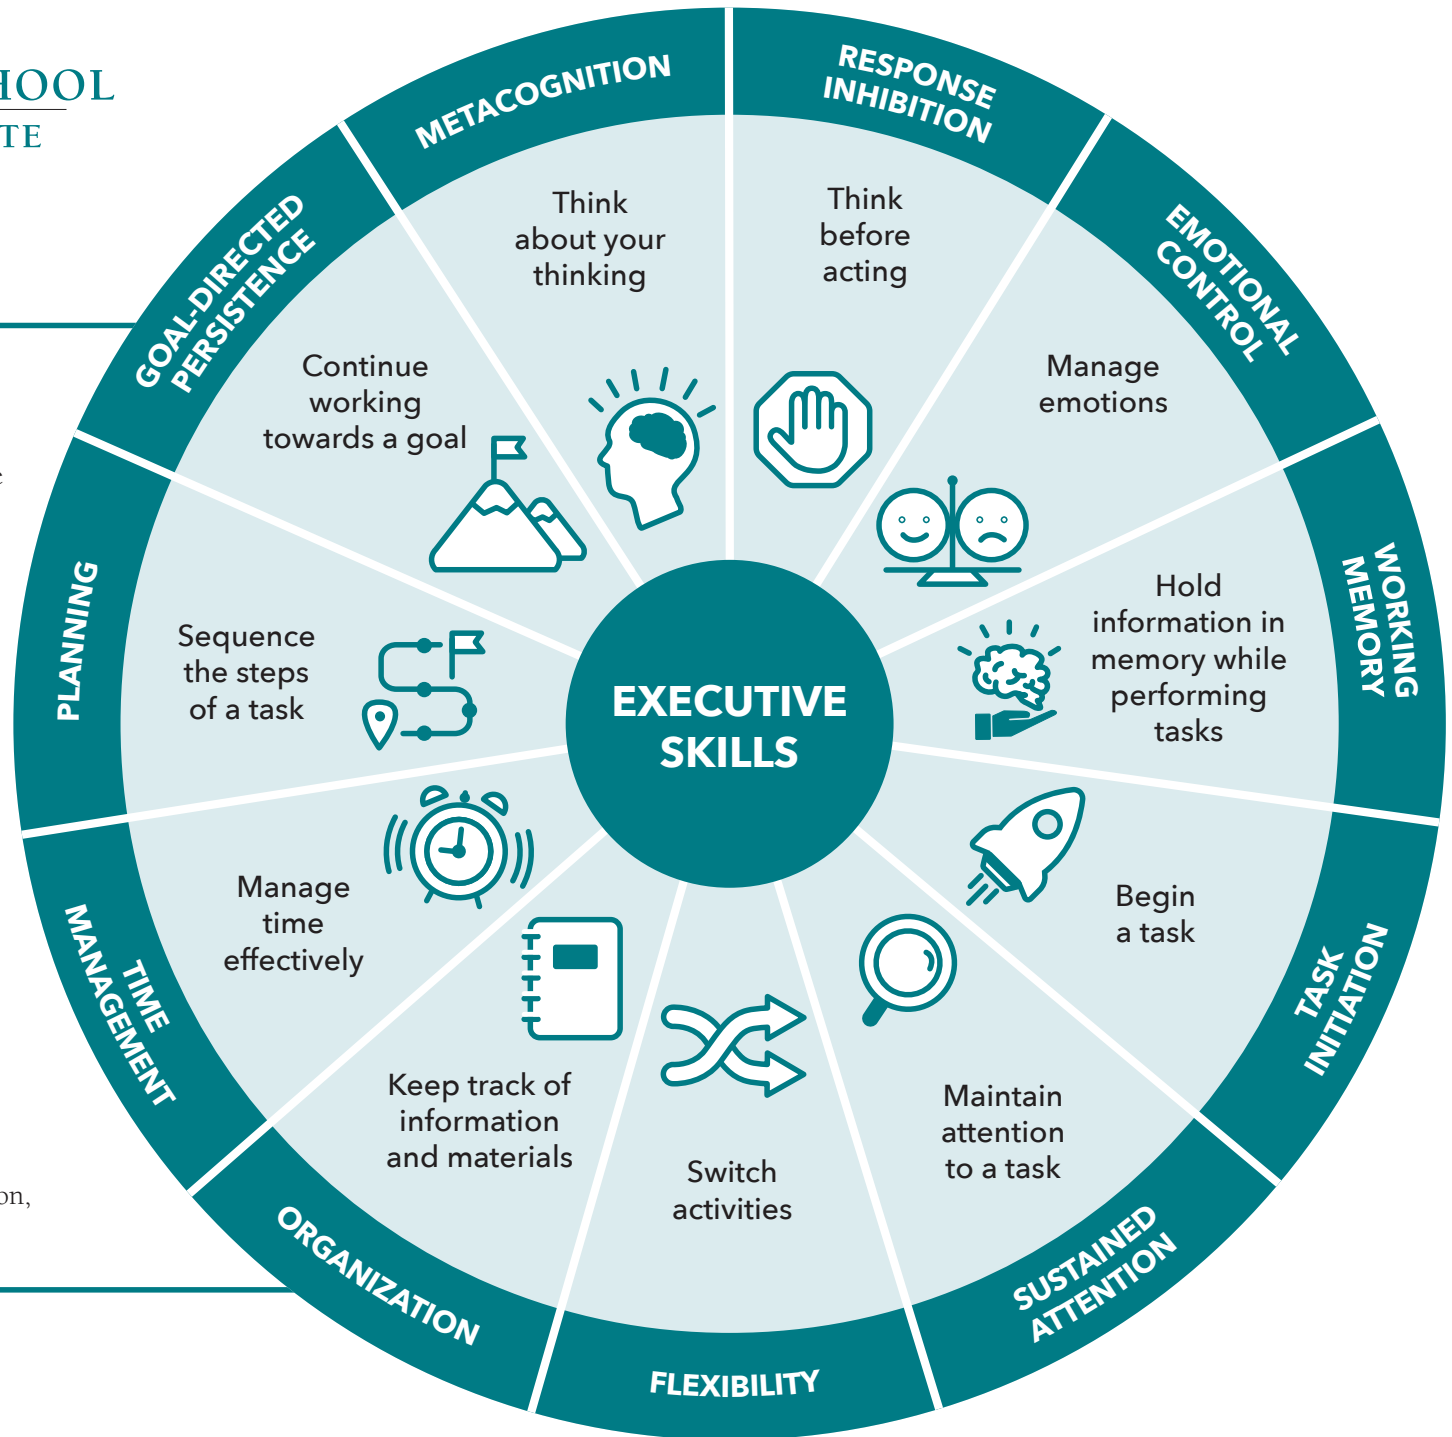 METACOGNITION
Think
about your
thinking
RESPONSE
INHIBITION
Think
before
acting
EMOTIONAL
CONTROL
Manage
emotions
WORKING
MEMORY
Hold
information in
memory while
performing
tasks
TASK
INITIATION
Begin
a task
SUSTAINED
ATTENTION
Maintain
attention
to a task
FLEXIBILITY
Switch
activities
ORGANIZATION
Keep track of
information
and materials
TIME
MANAGEMENT
Manage
time
effectively
PLANNING
Sequence
the steps
of a task
GOAL-DIRECTED
PERSISTENCE
Continue
working
towards a goal
EXECUTIVE
SKILLS